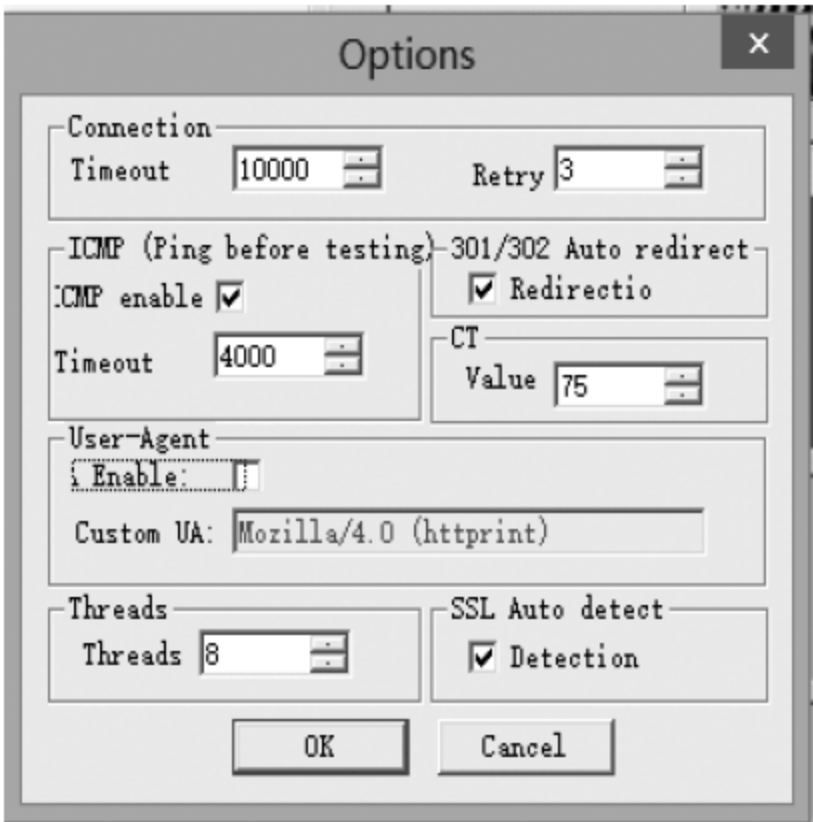 Options
x
Connection
Timeout 10000 Retry 3
ICMP (Ping before testing) 301/302 Auto redirect
ICMP enable Redirectio
Timeout 4000
CT
Value 75
User-Agent
Enable:
Custom UA: Mozilla/4.0 (httprint)
Threads SSL Auto detect
Threads 8 Detection
OK Cancel